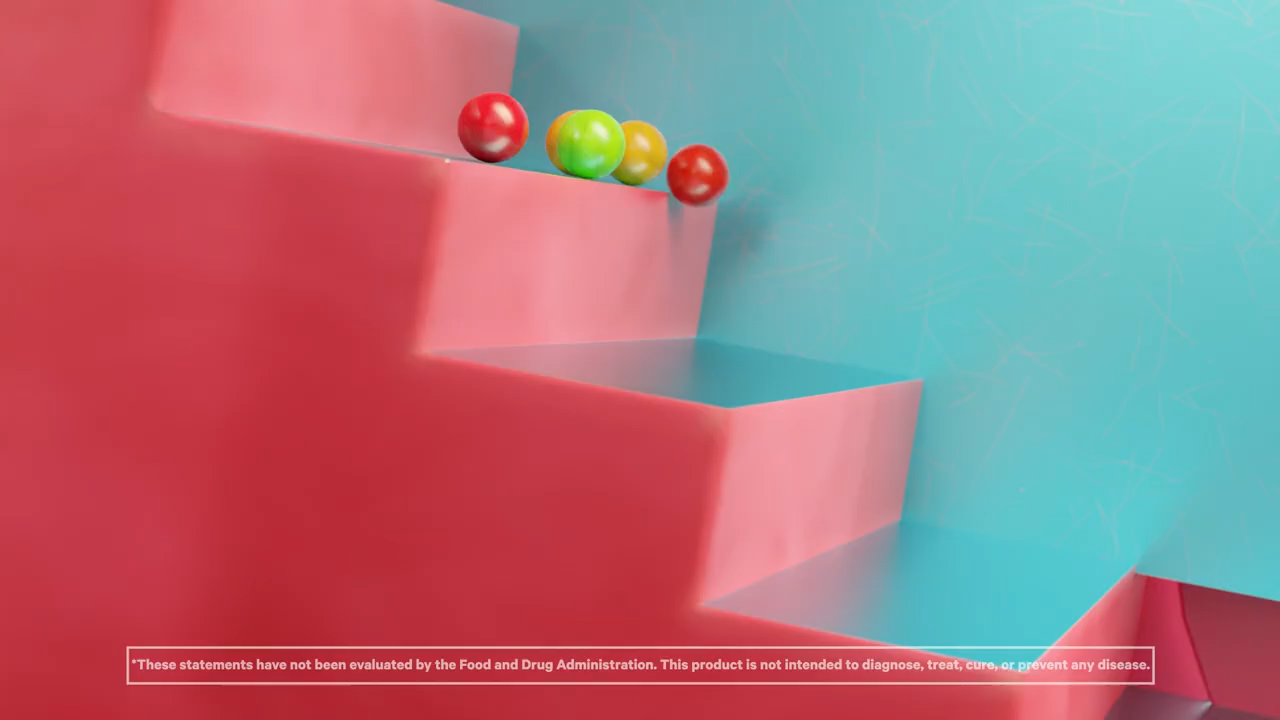 *These statements have not been evaluated by the Food and Drug Administration. This product is not intended to diagnose, treat, cure, or prevent any disease.